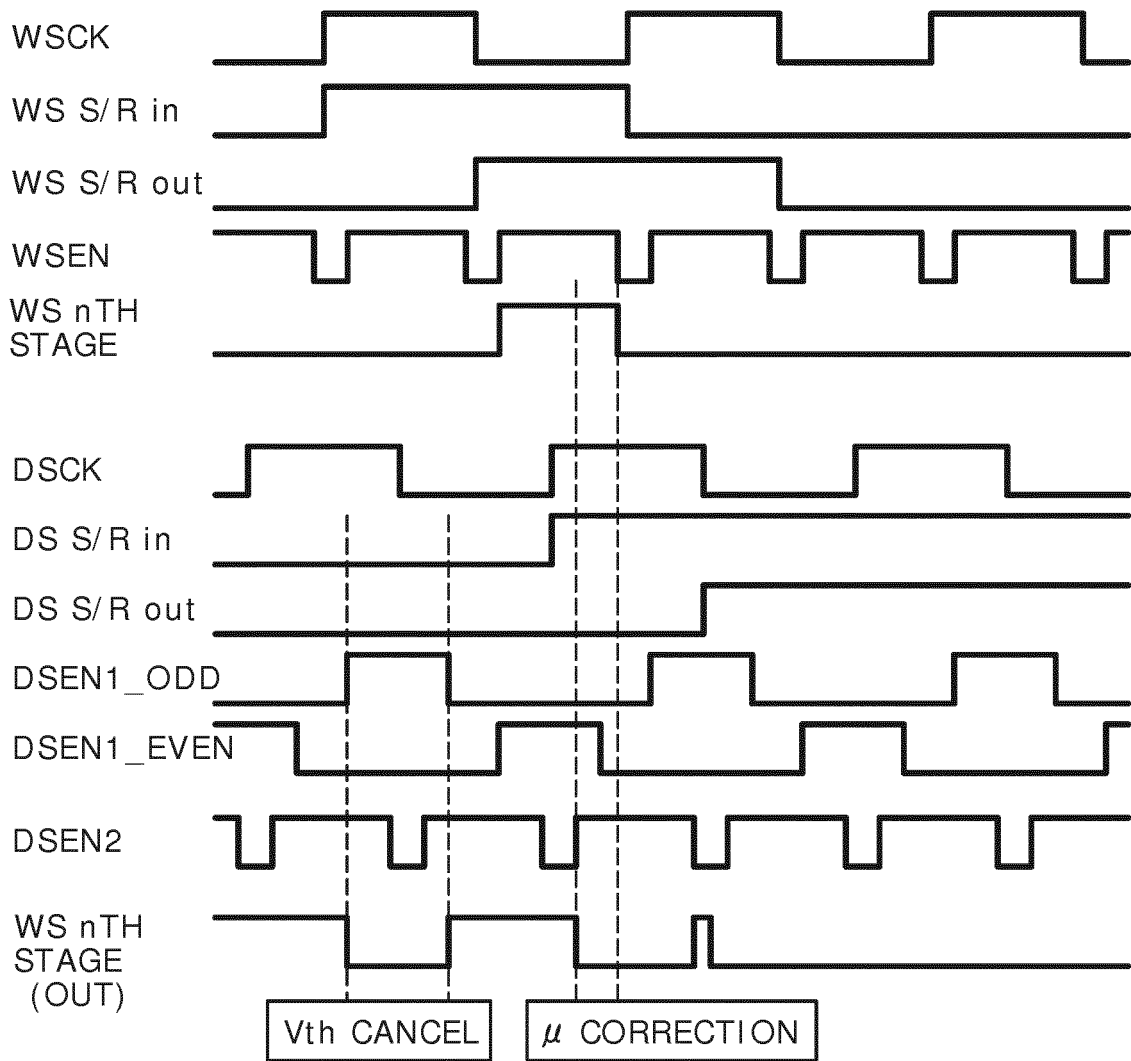 WSCK
WS S/R in
WS S/R out
WSEN
WS nTH
STAGE
DSCK
DS S/R in
DS S/R out
DSEN1_ODD
DSEN1_EVEN
DSEN2
WS nTH
STAGE
(OUT)
Vth CANCEL
μ CORRECTION